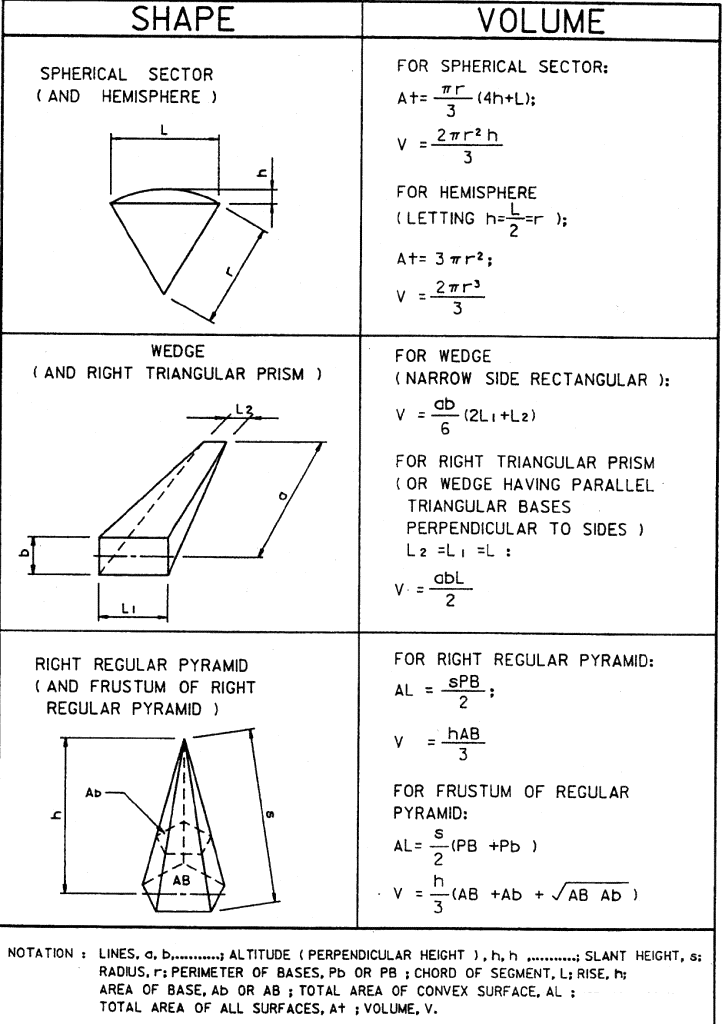 SHAPE
VOLUME
SPHERICAL SECTOR
( AND HEMISPHERE )
L
h
r
FOR SPHERICAL SECTOR:
At= πr/3 (4h+L);
V = 2πr²h/3
FOR HEMISPHERE
( LETTING h=L/2=r );
At= 3πr²;
V = 2πr³/3
WEDGE
( AND RIGHT TRIANGULAR PRISM )
L2
a
b
L1
FOR WEDGE
( NARROW SIDE RECTANGULAR ):
V = ab/6 (2L1+L2)
FOR RIGHT TRIANGULAR PRISM
( OR WEDGE HAVING PARALLEL
TRIANGULAR BASES
PERPENDICULAR TO SIDES )
L2 =L1 =L :
V = abL/2
RIGHT REGULAR PYRAMID
( AND FRUSTUM OF RIGHT
REGULAR PYRAMID )
Ab
h
s
AB
FOR RIGHT REGULAR PYRAMID:
AL = sPB/2;
V = hAB/3
FOR FRUSTUM OF REGULAR
PYRAMID:
AL= s/2 (PB +Pb )
V = h/3 (AB +Ab + √AB Ab )
NOTATION : LINES, a, b,..........; ALTITUDE ( PERPENDICULAR HEIGHT ), h, h ,..........; SLANT HEIGHT, s;
RADIUS, r; PERIMETER OF BASES, Pb OR PB ; CHORD OF SEGMENT, L; RISE, h;
AREA OF BASE, Ab OR AB ; TOTAL AREA OF CONVEX SURFACE, AL ;
TOTAL AREA OF ALL SURFACES, At ; VOLUME, V.